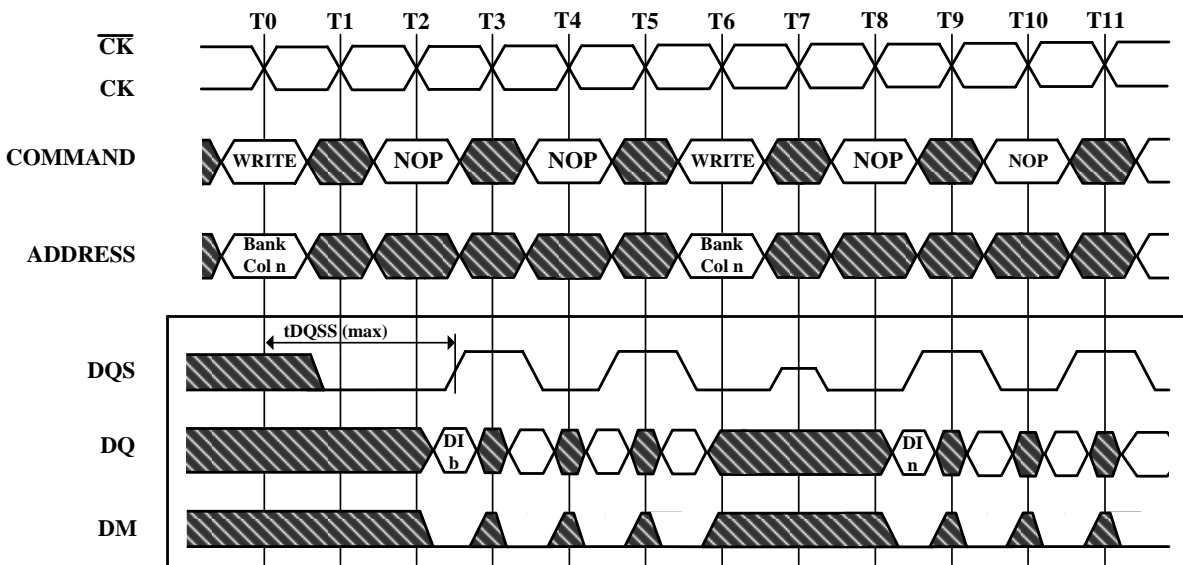 T0 T1 T2 T3 T4 T5 T6 T7 T8 T9 T10 T11
CK
CK
COMMAND WRITE NOP NOP WRITE NOP NOP
ADDRESS Bank Col n Bank Col n
tDQSS (max)
DQS
DQ DI b DI n
DM